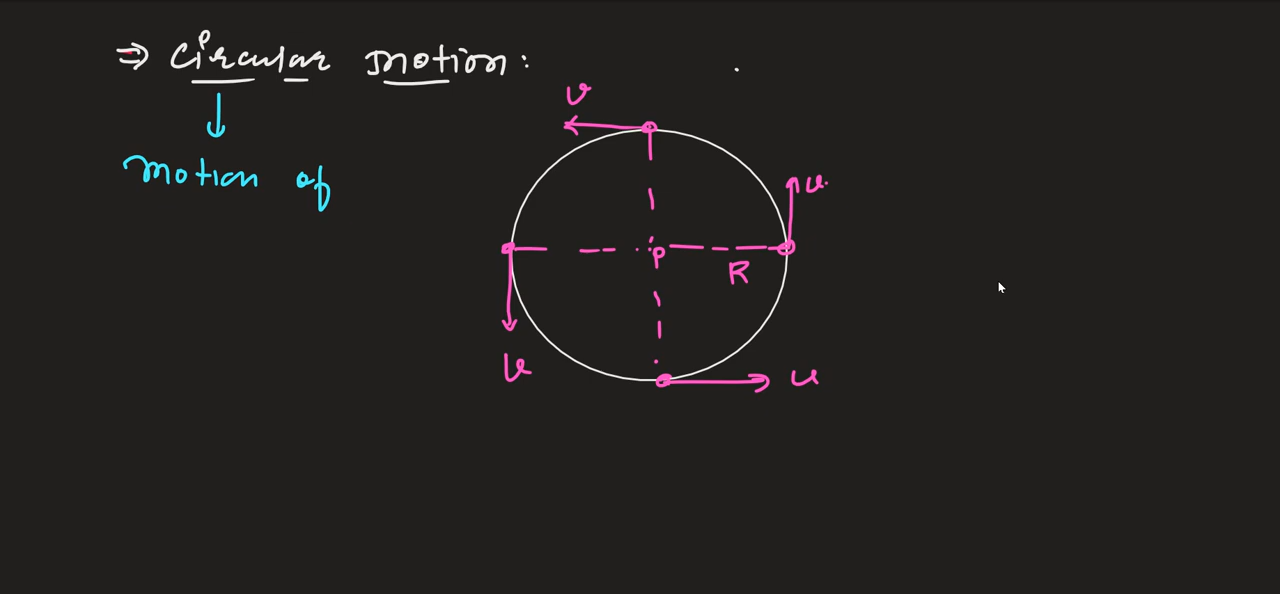 ⇒ Circular motion:
Motion of
v
v.
P
R
v
v